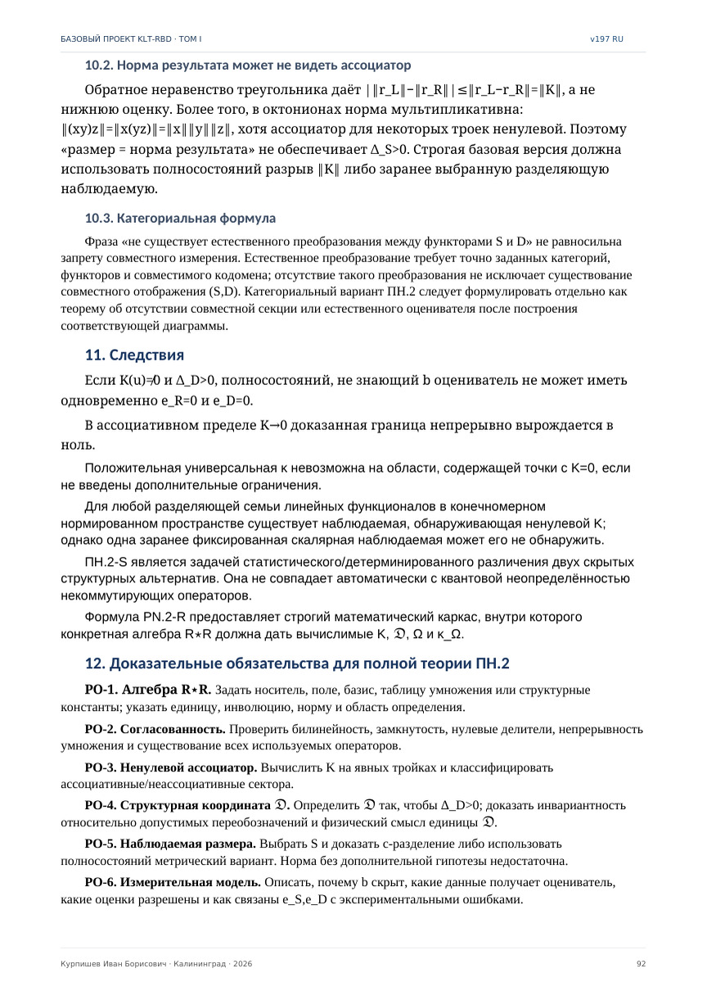 БАЗОВЫЙ ПРОЕКТ KLT-RBD · ТОМ I
v197 RU
10.2. Норма результата может не видеть ассоциатор
Обратное неравенство треугольника даёт |‖r_L‖−‖r_R‖|≤‖r_L−r_R‖=‖K‖, а не
нижнюю оценку. Более того, в октонионах норма мультипликативна:
‖(xy)z‖=‖x(yz)‖=‖x‖‖y‖‖z‖, хотя ассоциатор для некоторых троек ненулевой. Поэтому
«размер = норма результата» не обеспечивает Δ_S>0. Строгая базовая версия должна
использовать полносостояний разрыв ‖K‖ либо заранее выбранную разделяющую
наблюдаемую.
10.3. Категориальная формула
Фраза «не существует естественного преобразования между функторами S и D» не равносильна
запрету совместного измерения. Естественное преобразование требует точно заданных категорий,
функторов и совместимого кодомена; отсутствие такого преобразования не исключает существование
совместного отображения (S,D). Категориальный вариант ПН.2 следует формулировать отдельно как
теорему об отсутствии совместной секции или естественного оценивателя после построения
соответствующей диаграммы.
11. Следствия
Если K(u)≠0 и Δ_D>0, полносостояний, не знающий b оцениватель не может иметь
одновременно e_R=0 и e_D=0.
В ассоциативном пределе K→0 доказанная граница непрерывно вырождается в
ноль.
Положительная универсальная κ невозможна на области, содержащей точки с K=0, если
не введены дополнительные ограничения.
Для любой разделяющей семьи линейных функционалов в конечномерном
нормированном пространстве существует наблюдаемая, обнаруживающая ненулевой K;
однако одна заранее фиксированная скалярная наблюдаемая может его не обнаружить.
ПН.2-S является задачей статистического/детерминированного различения двух скрытых
структурных альтернатив. Она не совпадает автоматически с квантовой неопределённостью
некоммутирующих операторов.
Формула PN.2-R предоставляет строгий математический каркас, внутри которого
конкретная алгебра R⋆R должна дать вычислимые K, 𝔇, Ω и κ_Ω.
12. Доказательные обязательства для полной теории ПН.2
PO-1. Алгебра R⋆R. Задать носитель, поле, базис, таблицу умножения или структурные
константы; указать единицу, инволюцию, норму и область определения.
PO-2. Согласованность. Проверить билинейность, замкнутость, нулевые делители, непрерывность
умножения и существование всех используемых операторов.
PO-3. Ненулевой ассоциатор. Вычислить K на явных тройках и классифицировать
ассоциативные/неассоциативные сектора.
PO-4. Структурная координата 𝔇. Определить 𝔇 так, чтобы Δ_D>0; доказать инвариантность
относительно допустимых переобозначений и физический смысл единицы 𝔇.
PO-5. Наблюдаемая размера. Выбрать S и доказать c-разделение либо использовать
полносостояний метрический вариант. Норма без дополнительной гипотезы недостаточна.
PO-6. Измерительная модель. Описать, почему b скрыт, какие данные получает оцениватель,
какие оценки разрешены и как связаны e_S,e_D с экспериментальными ошибками.
Курпишев Иван Борисович · Калининград · 2026
92